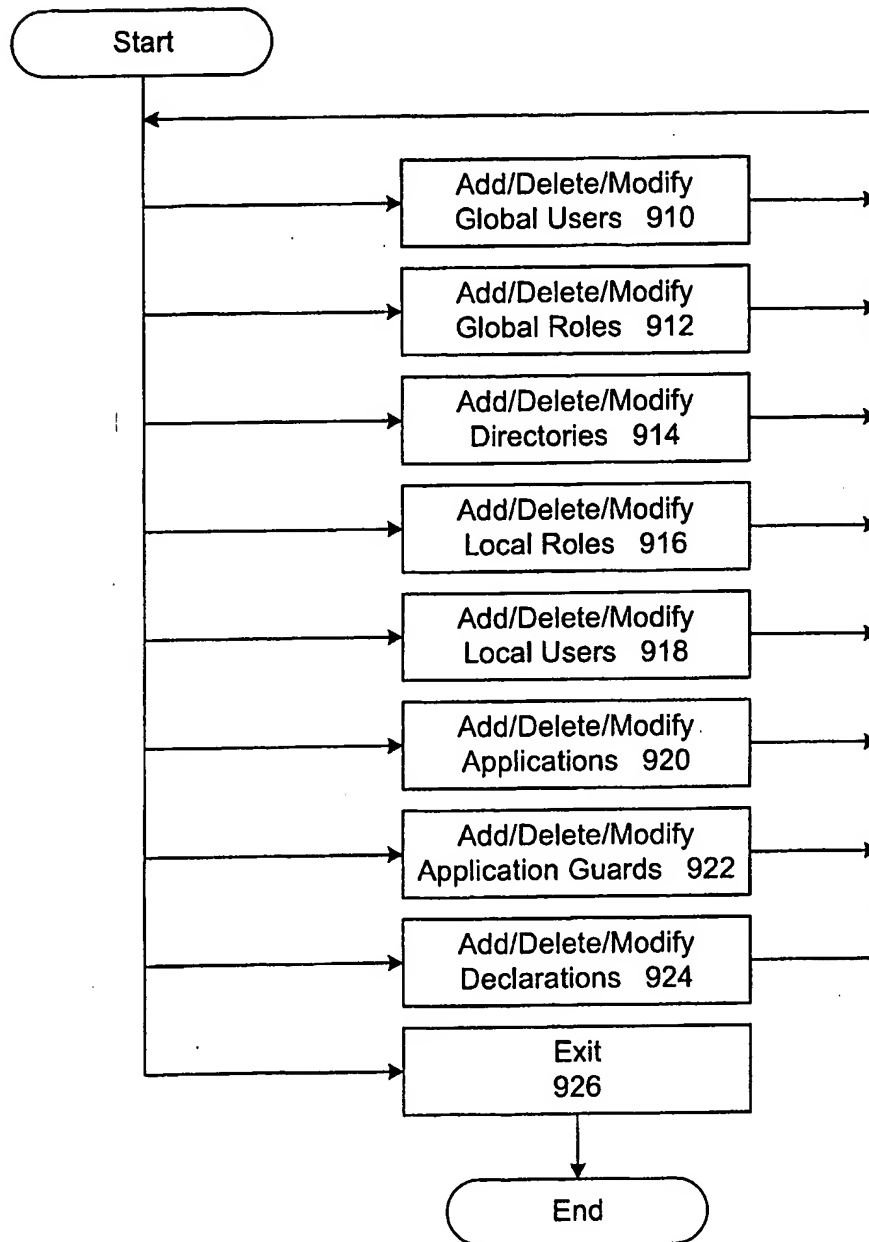 Start
Add/Delete/Modify
Global Users 910
Add/Delete/Modify
Global Roles 912
Add/Delete/Modify
Directories 914
Add/Delete/Modify
Local Roles 916
Add/Delete/Modify
Local Users 918
Add/Delete/Modify
Applications 920
Add/Delete/Modify
Application Guards 922
Add/Delete/Modify
Declarations 924
Exit
926
End